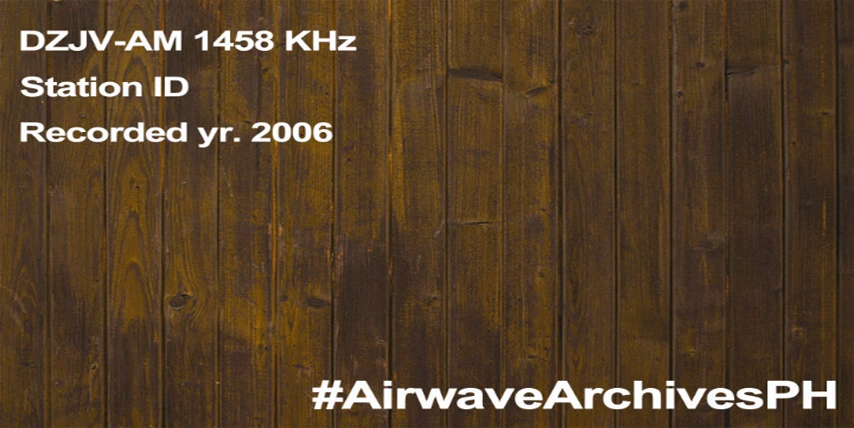 DZJV-AM 1458 KHz
Station ID
Recorded yr. 2006
#AirwaveArchivesPH